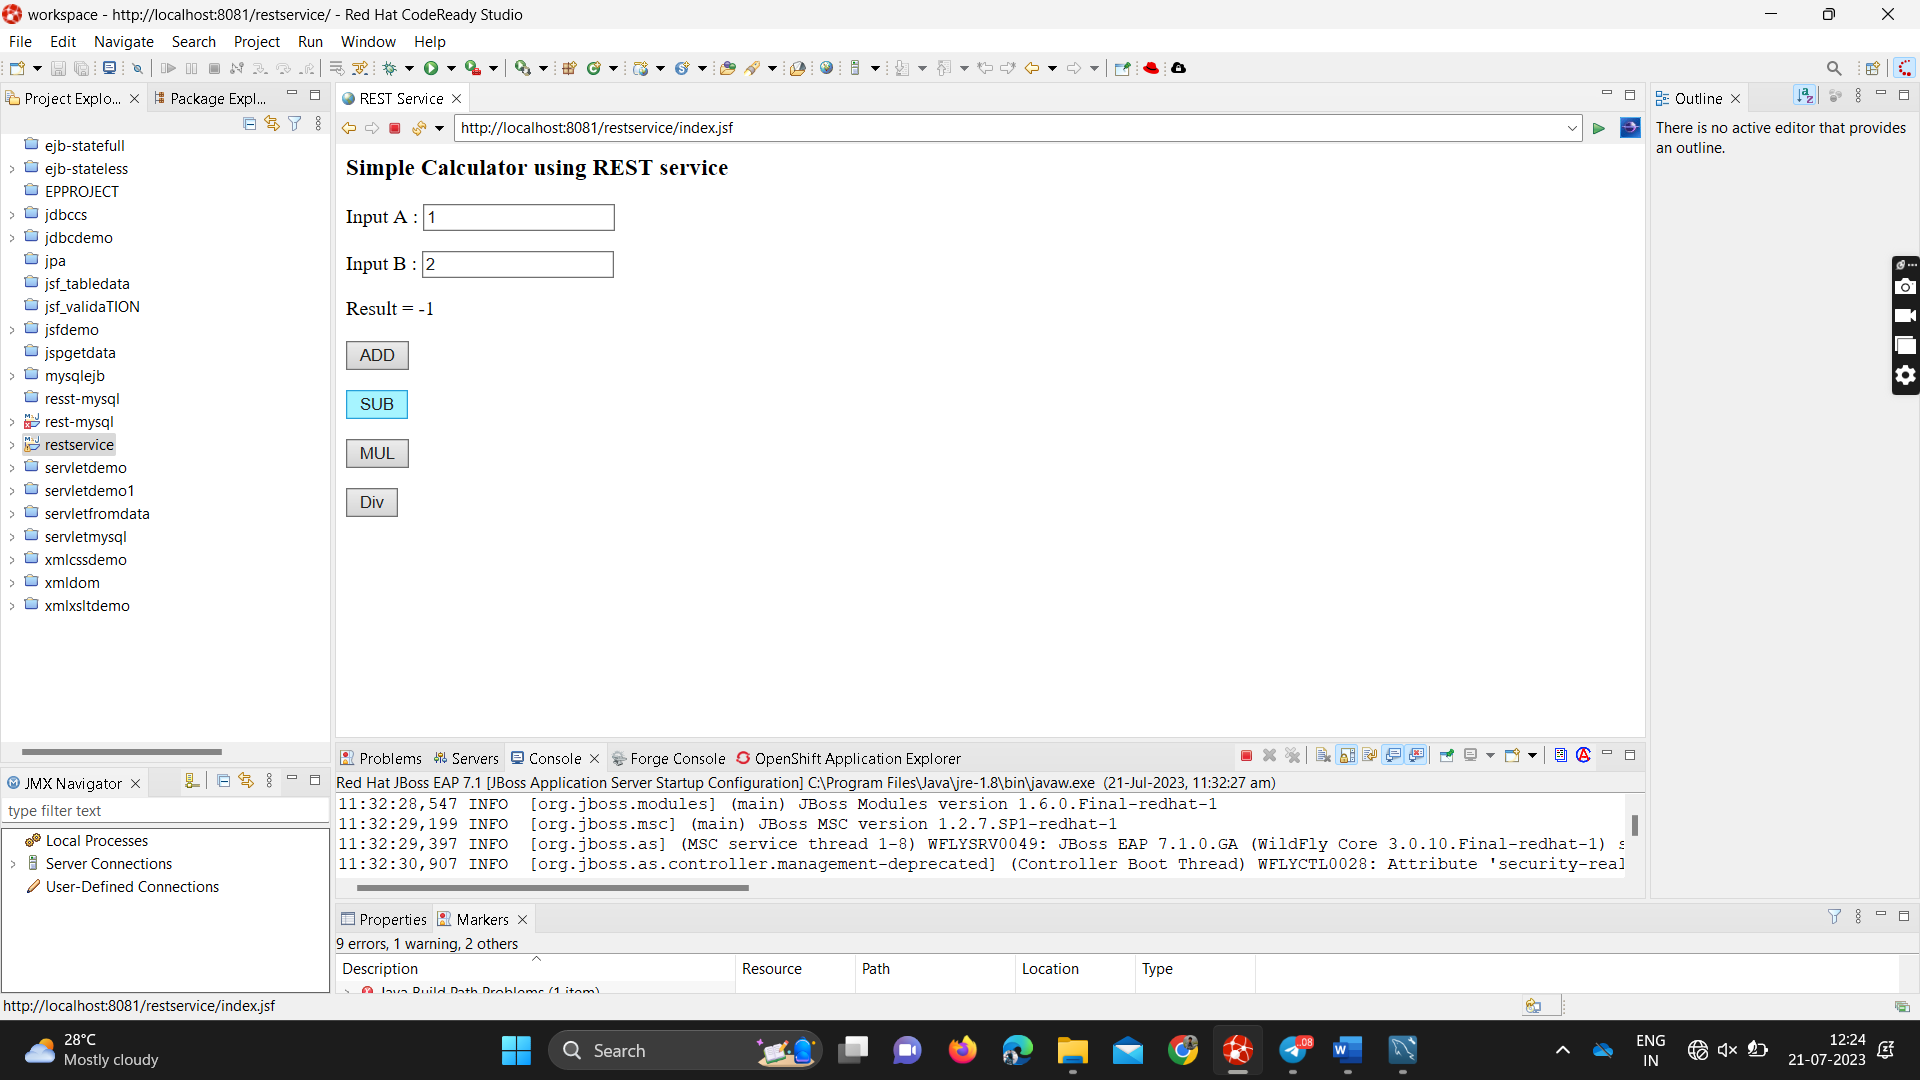 workspace - http://localhost:8081/restservice/ - Red Hat CodeReady Studio
File Edit Navigate Search Project Run Window Help
Project Explo... Package Expl...
ejb-statefull
ejb-stateless
EPPROJECT
jdbccs
jdbcdemo
jpa
jsf_tabledata
jsf_validaTION
jsfdemo
jspgetdata
mysqlejb
resst-mysql
rest-mysql
restservice
servletdemo
servletdemo1
servletfromdata
servletmysql
xmlcssdemo
xmldom
xmlxsltdemo
JMX Navigator
type filter text
Local Processes
Server Connections
User-Defined Connections
REST Service
http://localhost:8081/restservice/index.jsf
Simple Calculator using REST service
Input A : 1
Input B : 2
Result = -1
ADD
SUB
MUL
Div
Outline
There is no active editor that provides
an outline.
Problems Servers Console Forge Console OpenShift Application Explorer
Red Hat JBoss EAP 7.1 [JBoss Application Server Startup Configuration] C:\Program Files\Java\jre-1.8\bin\javaw.exe (21-Jul-2023, 11:32:27 am)
11:32:28,547 INFO [org.jboss.modules] (main) JBoss Modules version 1.6.0.Final-redhat-1
11:32:29,199 INFO [org.jboss.msc] (main) JBoss MSC version 1.2.7.SP1-redhat-1
11:32:29,397 INFO [org.jboss.as] (MSC service thread 1-8) WFLYSRV0049: JBoss EAP 7.1.0.GA (WildFly Core 3.0.10.Final-redhat-1) s
11:32:30,907 INFO [org.jboss.as.controller.management-deprecated] (Controller Boot Thread) WFLYCTL0028: Attribute 'security-real
Properties Markers
9 errors, 1 warning, 2 others
Description Resource Path Location Type
Java Build Path Problems (1 item)
http://localhost:8081/restservice/index.jsf
28°C
Mostly cloudy
Search
.08
ENG
IN
12:24
21-07-2023